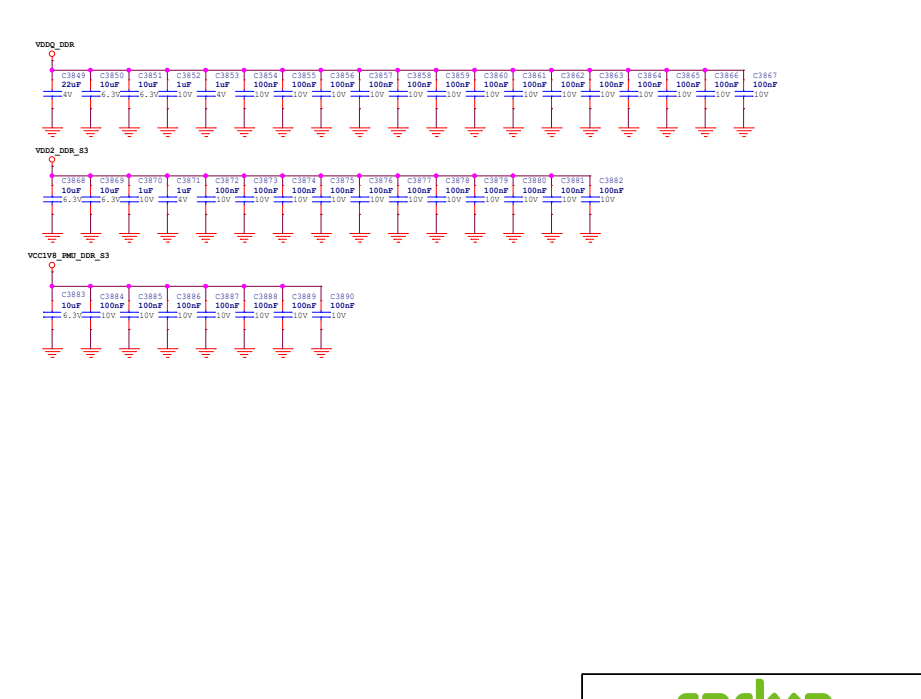 VDDQ_DDR
C3849 C3850 C3851 C3852 C3853 C3854 C3855 C3856 C3857 C3858 C3859 C3860 C3861 C3862 C3863 C3864 C3865 C3866 C3867
22uF 10uF 10uF 1uF 1uF 100nF 100nF 100nF 100nF 100nF 100nF 100nF 100nF 100nF 100nF 100nF 100nF 100nF 100nF
4V 6.3V 6.3V 10V 4V 10V 10V 10V 10V 10V 10V 10V 10V 10V 10V 10V 10V 10V 10V
VDD2_DDR_S3
C3868 C3869 C3870 C3871 C3872 C3873 C3874 C3875 C3876 C3877 C3878 C3879 C3880 C3881 C3882
10uF 10uF 1uF 1uF 100nF 100nF 100nF 100nF 100nF 100nF 100nF 100nF 100nF 100nF 100nF
6.3V 6.3V 10V 4V 10V 10V 10V 10V 10V 10V 10V 10V 10V 10V 10V
VCC1V8_PMU_DDR_S3
C3883 C3884 C3885 C3886 C3887 C3888 C3889 C3890
10uF 100nF 100nF 100nF 100nF 100nF 100nF 100nF
6.3V 10V 10V 10V 10V 10V 10V 10V